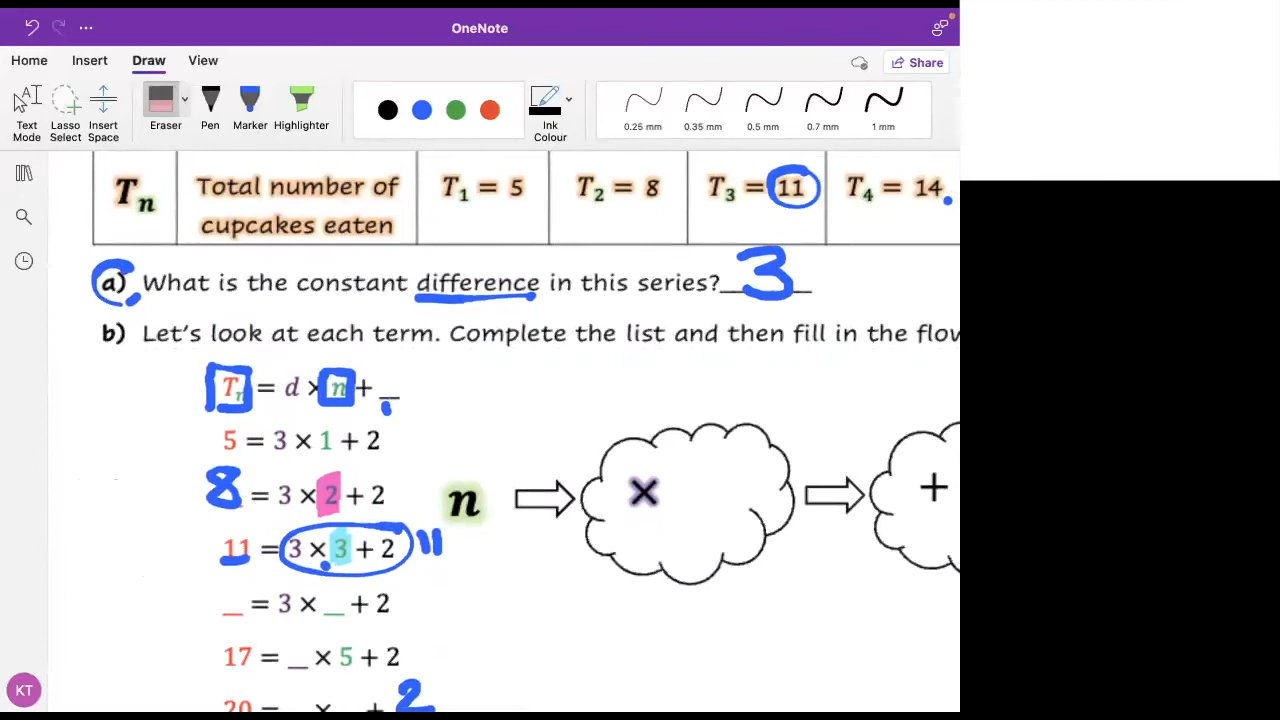 OneNote
Home Insert Draw View
Share
Text Mode
Lasso Select
Insert Space
Eraser
Pen
Marker
Highlighter
Ink Colour
0.25 mm 0.35 mm 0.5 mm 0.7 mm 1 mm
Tn Total number of cupcakes eaten T1 = 5 T2 = 8 T3 = 11 T4 = 14
a) What is the constant difference in this series? 3
b) Let's look at each term. Complete the list and then fill in the flow
Tn = d × n + _
5 = 3 × 1 + 2
8 = 3 × 2 + 2
11 = 3 × 3 + 2 11
_ = 3 × _ + 2
17 = _ × 5 + 2
20 = _ × _ + 2
n × +
KT